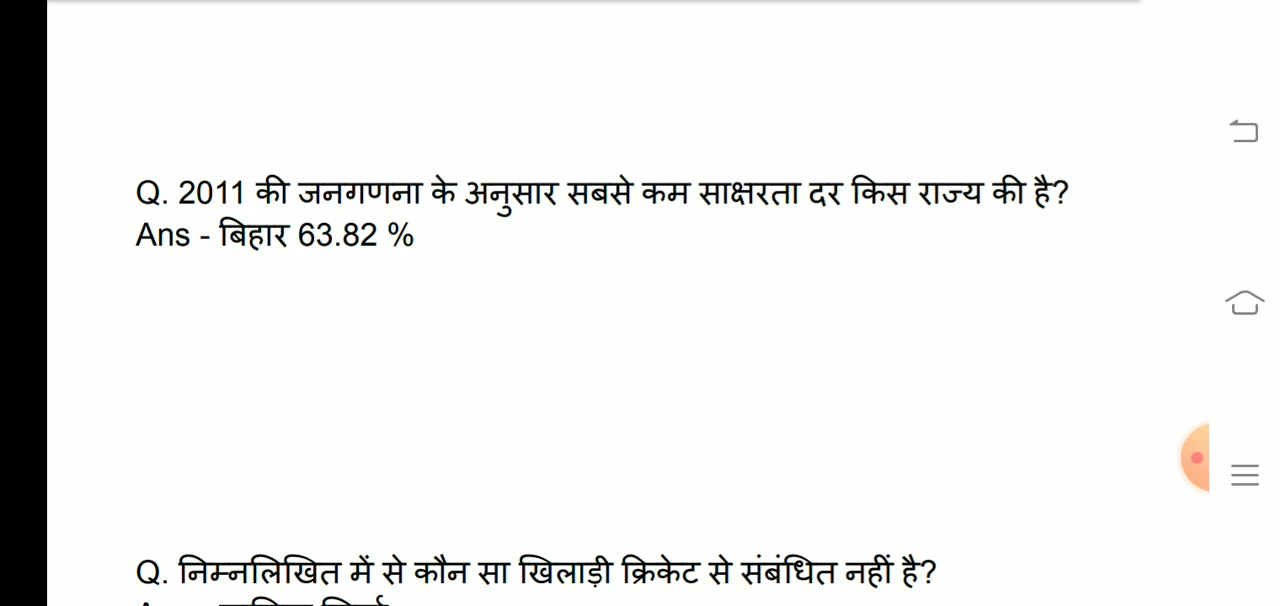 Q. 2011 की जनगणना के अनुसार सबसे कम साक्षरता दर किस राज्य की है?
Ans - बिहार 63.82 %
Q. निम्नलिखित में से कौन सा खिलाड़ी क्रिकेट से संबंधित नहीं है?